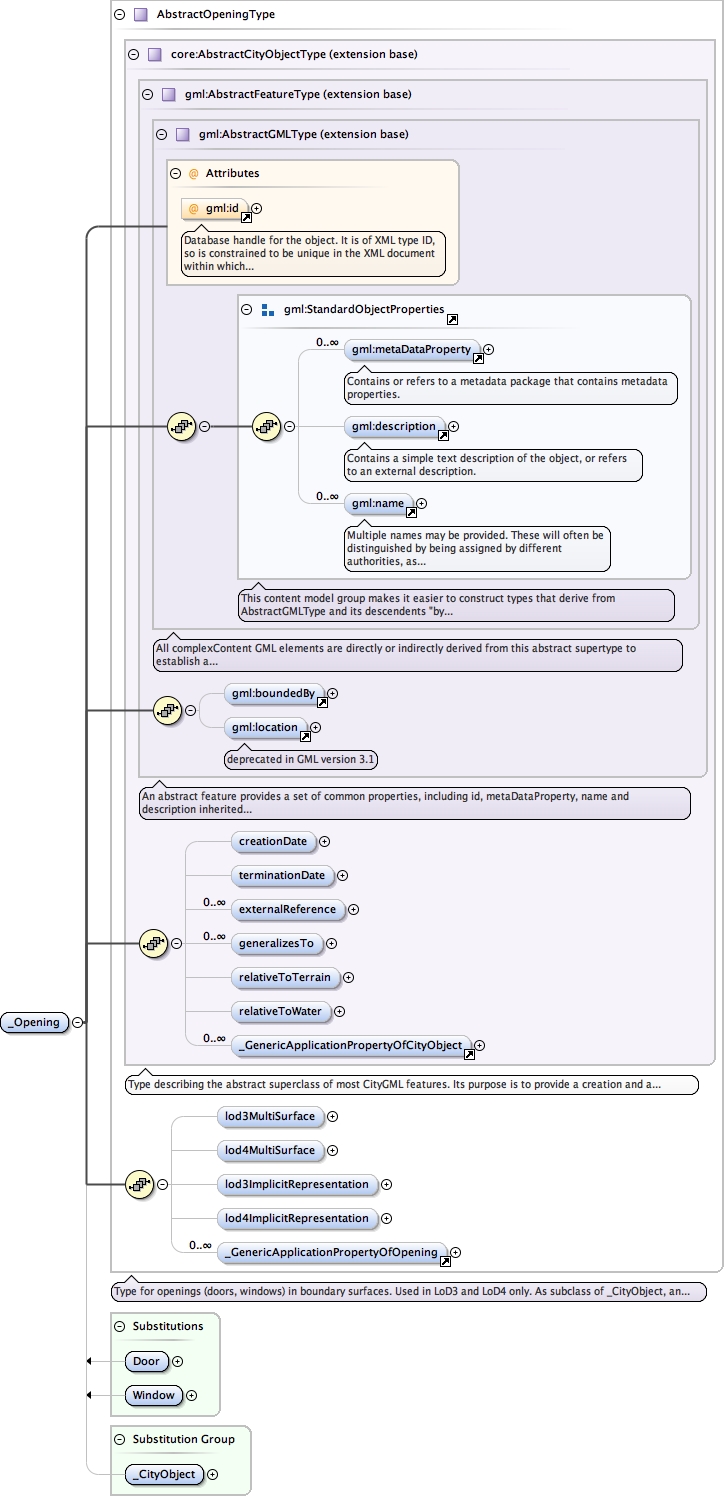 AbstractOpeningType
core:AbstractCityObjectType (extension base)
gml:AbstractFeatureType (extension base)
gml:AbstractGMLType (extension base)
@ Attributes
@ gml:id
Database handle for the object. It is of XML type ID,
so is constrained to be unique in the XML document
within which...
gml:StandardObjectProperties
0..∞
gml:metaDataProperty
Contains or refers to a metadata package that contains metadata
properties.
gml:description
Contains a simple text description of the object, or refers
to an external description.
0..∞
gml:name
Multiple names may be provided. These will often be
distinguished by being assigned by different
authorities, as...
This content model group makes it easier to construct types that derive from
AbstractGMLType and its descendents "by...
All complexContent GML elements are directly or indirectly derived from this abstract supertype to
establish a...
gml:boundedBy
gml:location
deprecated in GML version 3.1
An abstract feature provides a set of common properties, including id, metaDataProperty, name and
description inherited...
creationDate
terminationDate
0..∞
externalReference
0..∞
generalizesTo
relativeToTerrain
relativeToWater
_Opening
0..∞
_GenericApplicationPropertyOfCityObject
Type describing the abstract superclass of most CityGML features. Its purpose is to provide a creation and a...
lod3MultiSurface
lod4MultiSurface
lod3ImplicitRepresentation
lod4ImplicitRepresentation
0..∞
_GenericApplicationPropertyOfOpening
Type for openings (doors, windows) in boundary surfaces. Used in LoD3 and LoD4 only. As subclass of _CityObject, an...
Substitutions
Door
Window
Substitution Group
_CityObject